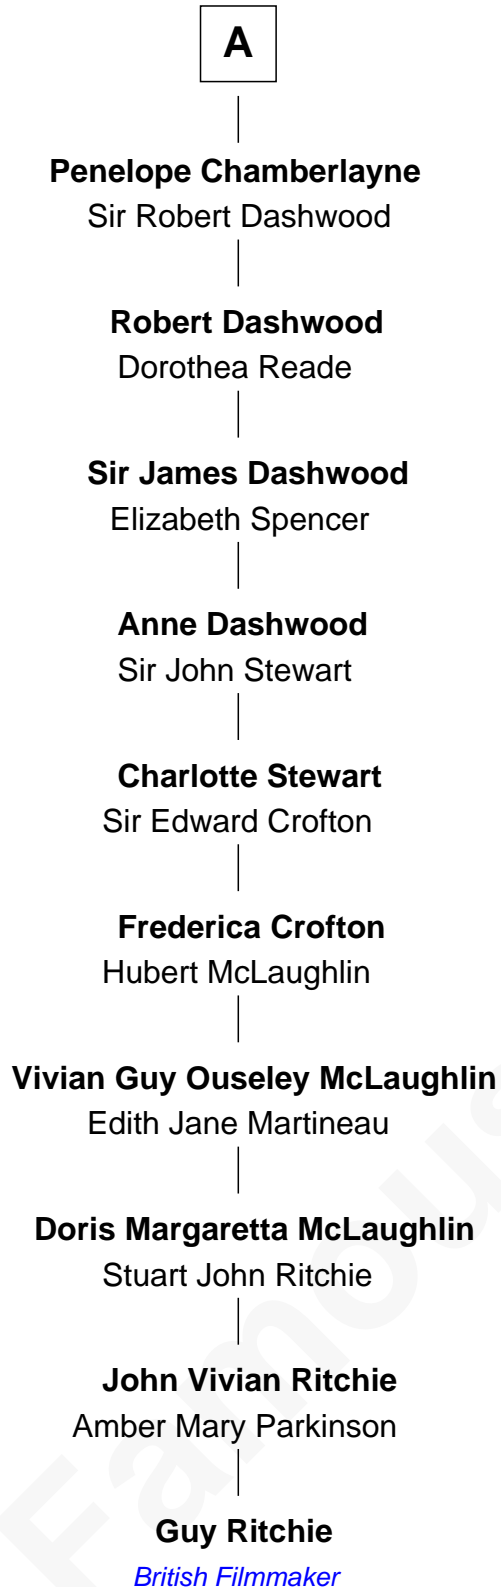 A
Penelope Chamberlayne
Sir Robert Dashwood
Robert Dashwood
Dorothea Reade
Sir James Dashwood
Elizabeth Spencer
Anne Dashwood
Sir John Stewart
Charlotte Stewart
Sir Edward Crofton
Frederica Crofton
Hubert McLaughlin
Vivian Guy Ouseley McLaughlin
Edith Jane Martineau
Doris Margaretta McLaughlin
Stuart John Ritchie
John Vivian Ritchie
Amber Mary Parkinson
Guy Ritchie
British Filmmaker
Famous